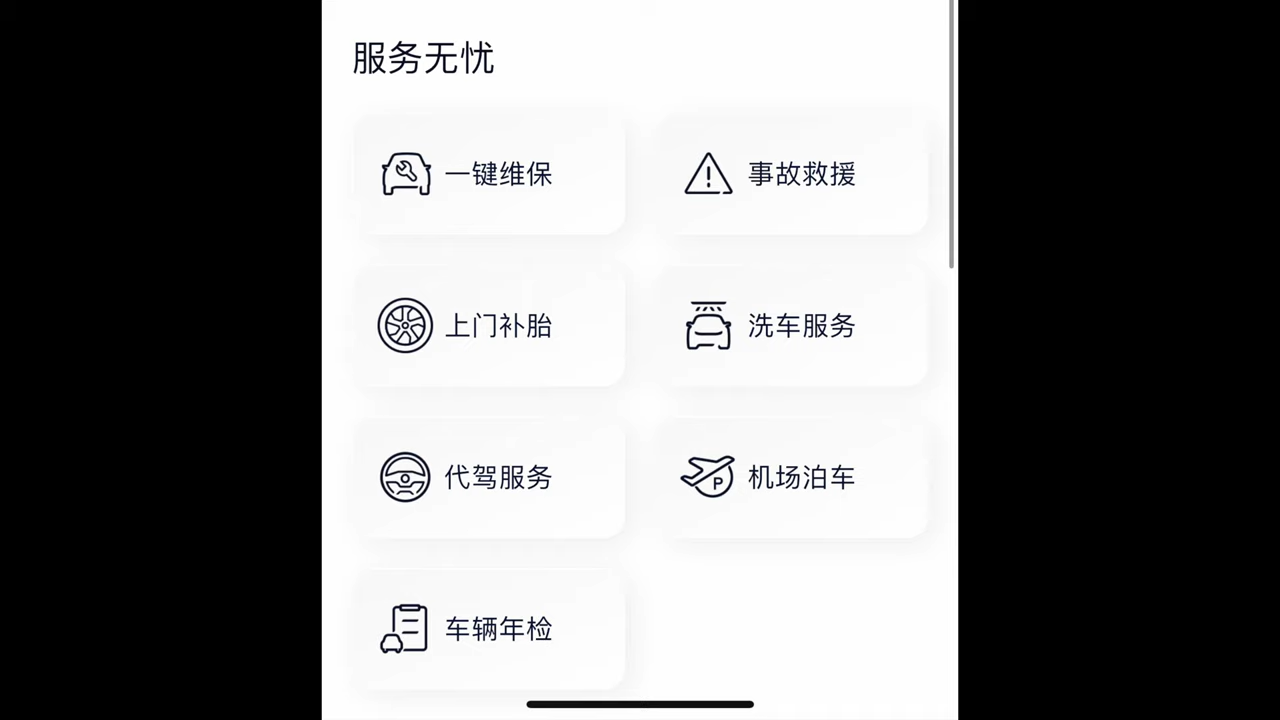 服务无忧
一键维保
事故救援
上门补胎
洗车服务
代驾服务
机场泊车
P
车辆年检